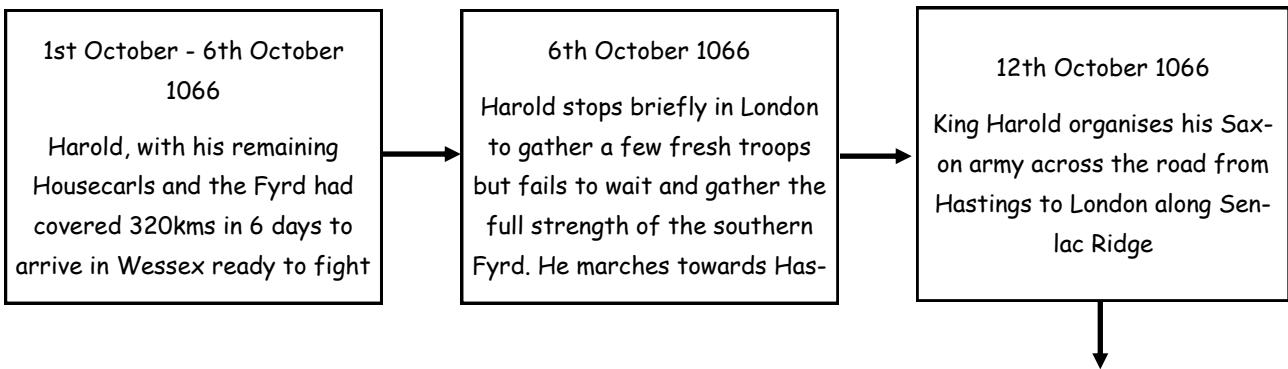 1st October - 6th October
1066
Harold, with his remaining
Housecarls and the Fyrd had
covered 320kms in 6 days to
arrive in Wessex ready to fight
6th October 1066
Harold stops briefly in London
to gather a few fresh troops
but fails to wait and gather the
full strength of the southern
Fyrd. He marches towards Has-
12th October 1066
King Harold organises his Sax-
on army across the road from
Hastings to London along Sen-
lac Ridge